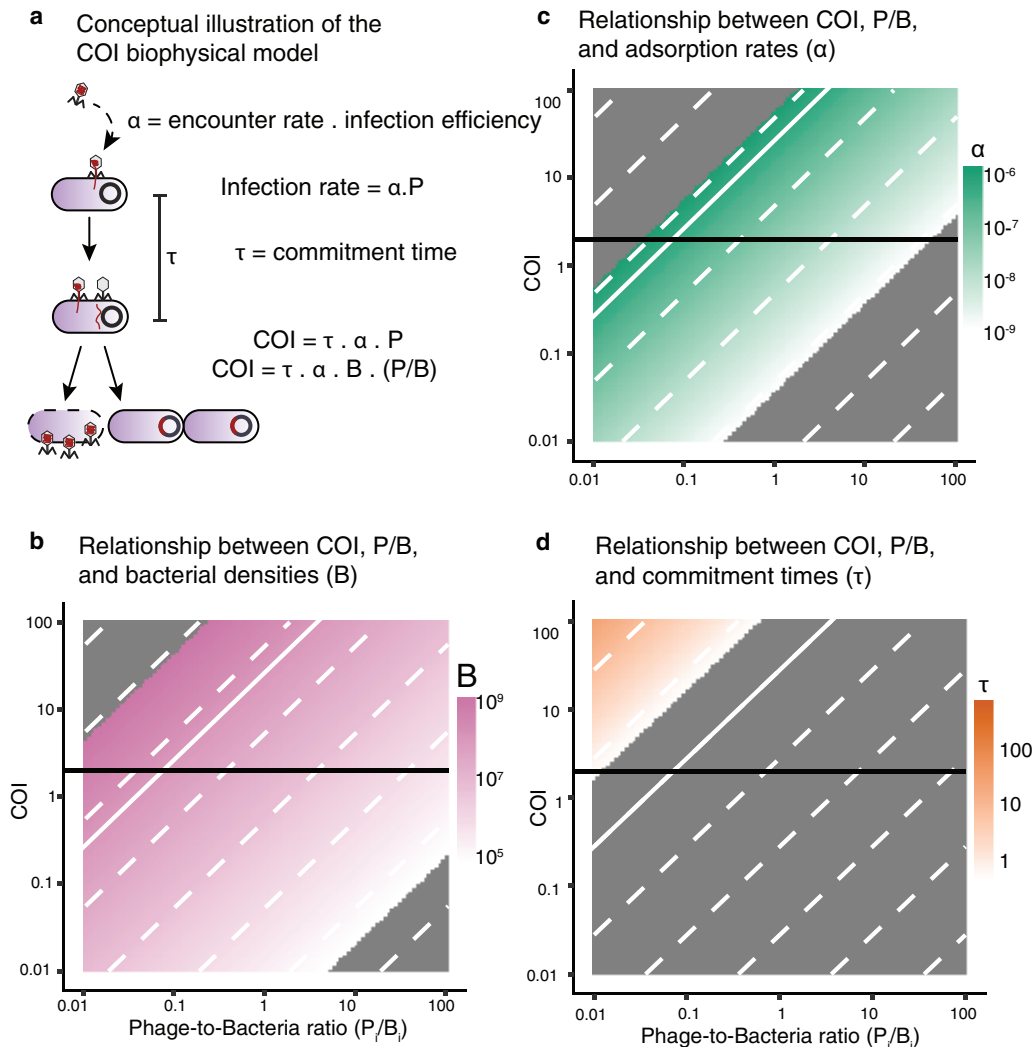 a Conceptual illustration of the
COI biophysical model
α = encounter rate . infection efficiency
Infection rate = α.P
τ
τ = commitment time
COI = τ . α . P
COI = τ . α . B . (P/B)
c Relationship between COI, P/B,
and adsorption rates (α)
100
10
1
0.1
0.01
COI
0.01 0.1 1 10 100
α
10⁻⁶
10⁻⁷
10⁻⁸
10⁻⁹
b Relationship between COI, P/B,
and bacterial densities (B)
100
10
1
0.1
0.01
COI
0.01 0.1 1 10 100
Phage-to-Bacteria ratio (Pᵢ/Bᵢ)
B
10⁹
10⁷
10⁵
d Relationship between COI, P/B,
and commitment times (τ)
100
10
1
0.1
0.01
COI
0.01 0.1 1 10 100
Phage-to-Bacteria ratio (Pᵢ/Bᵢ)
τ
100
10
1